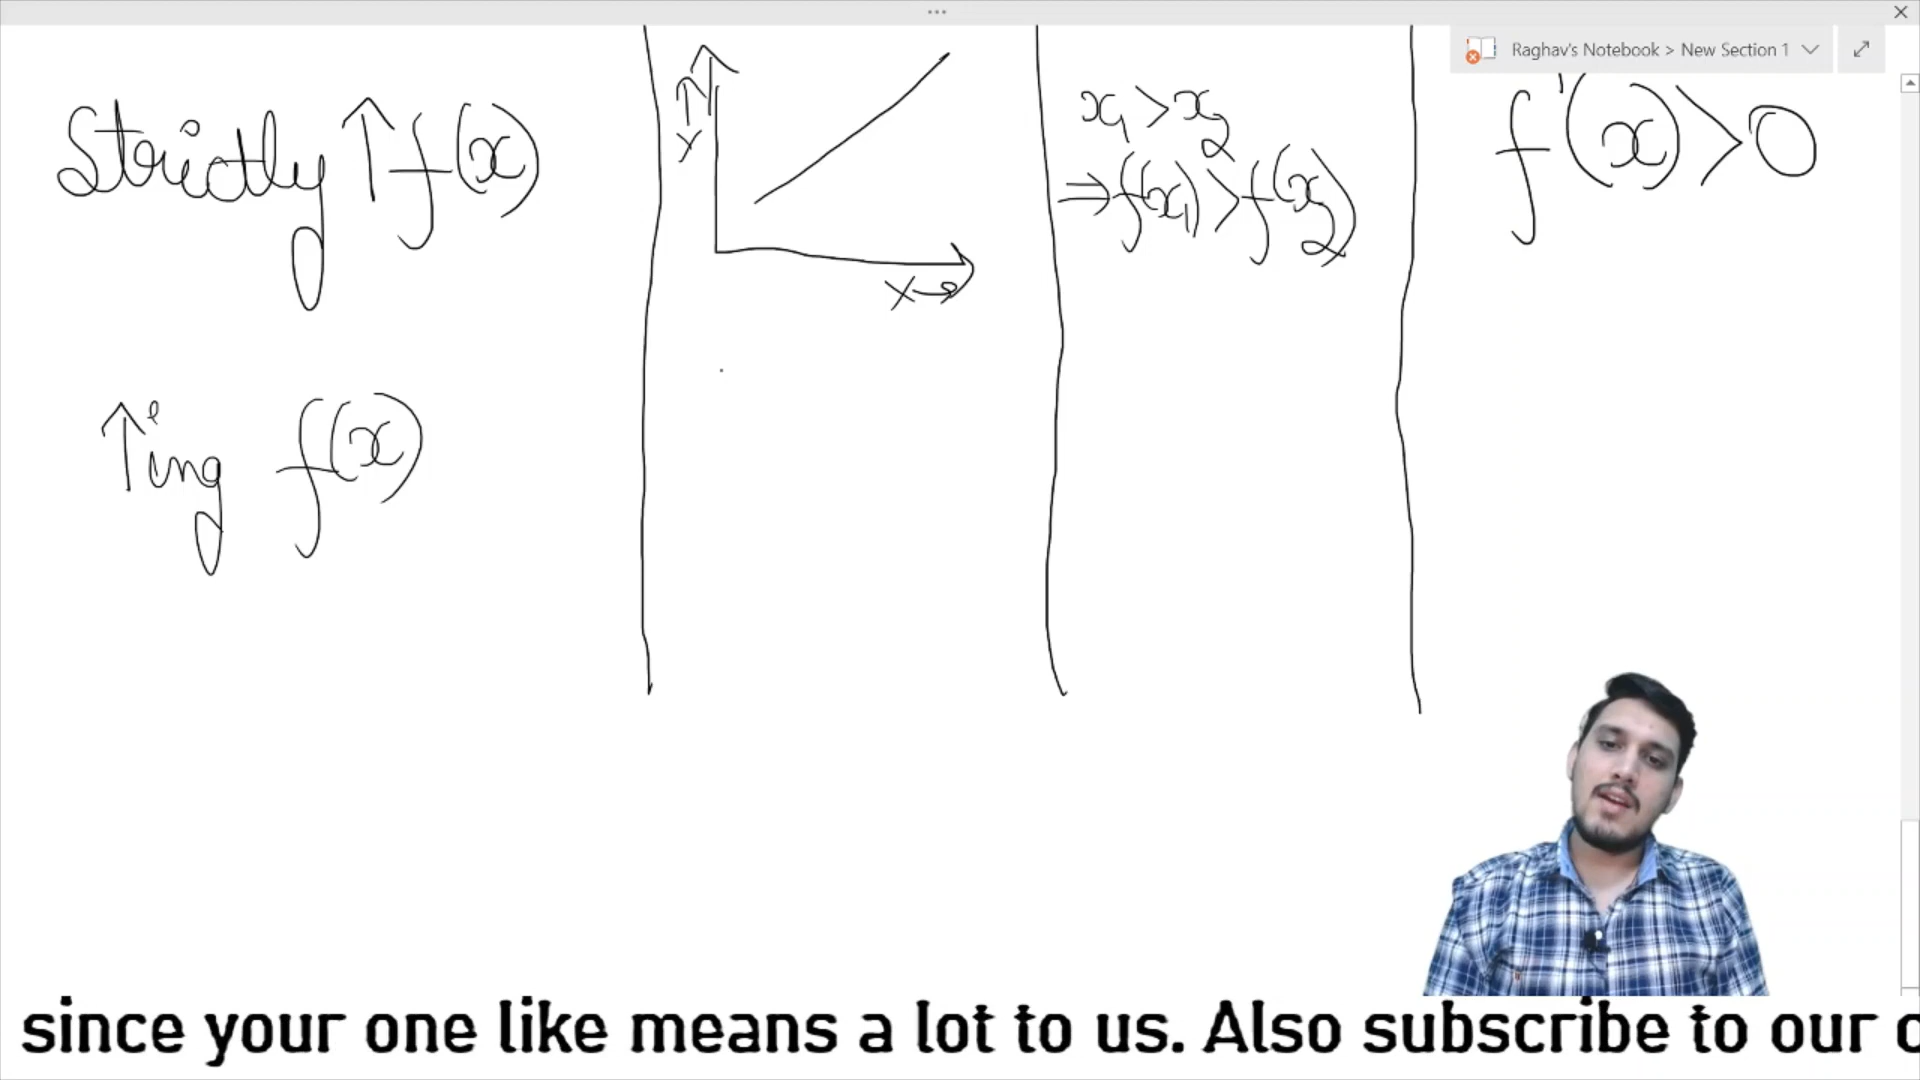 Raghav's Notebook > New Section 1
Strictly ↑ f(x)
Y
X→
x₁ > x₂
⇒ f(x₁) > f(x₂)
f'(x) > 0
↑ing f(x)
since your one like means a lot to us. Also subscribe to our c